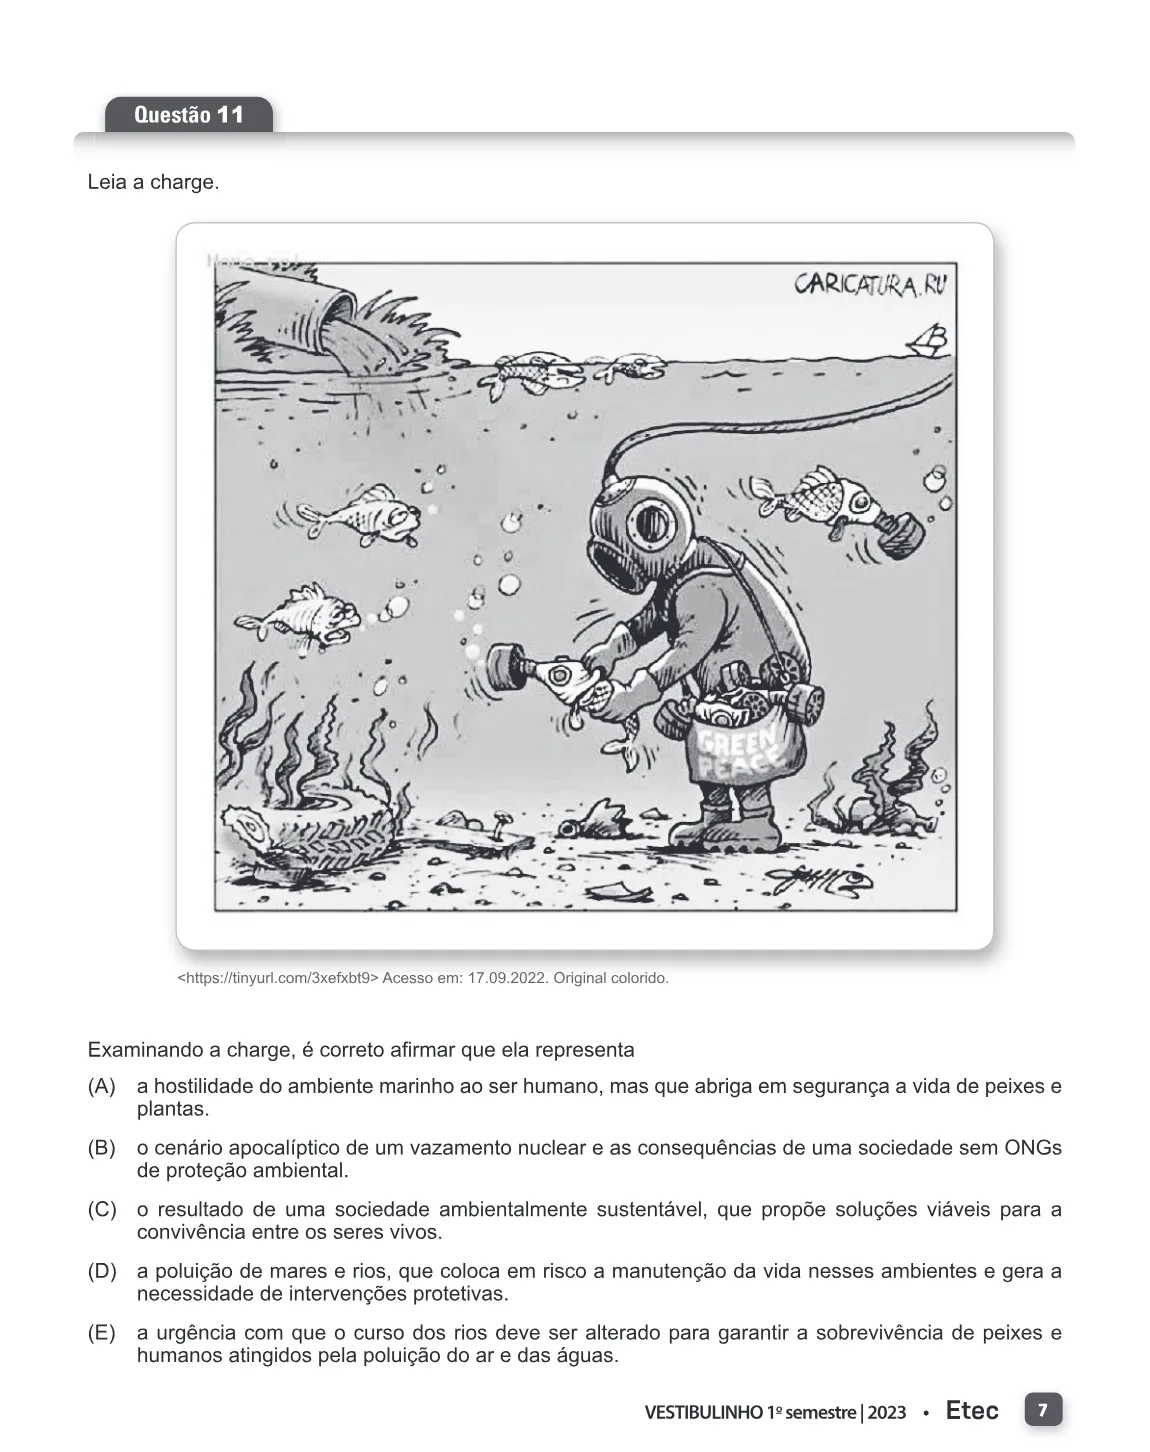 Questão 11
Leia a charge.
CARICATURA.RU
GREEN
PEACE
<https://tinyurl.com/3xefxbt9> Acesso em: 17.09.2022. Original colorido.
Examinando a charge, é correto afirmar que ela representa
(A) a hostilidade do ambiente marinho ao ser humano, mas que abriga em segurança a vida de peixes e
plantas.
(B) o cenário apocalíptico de um vazamento nuclear e as consequências de uma sociedade sem ONGs
de proteção ambiental.
(C) o resultado de uma sociedade ambientalmente sustentável, que propõe soluções viáveis para a
convivência entre os seres vivos.
(D) a poluição de mares e rios, que coloca em risco a manutenção da vida nesses ambientes e gera a
necessidade de intervenções protetivas.
(E) a urgência com que o curso dos rios deve ser alterado para garantir a sobrevivência de peixes e
humanos atingidos pela poluição do ar e das águas.
VESTIBULINHO 1º semestre | 2023 • Etec 7